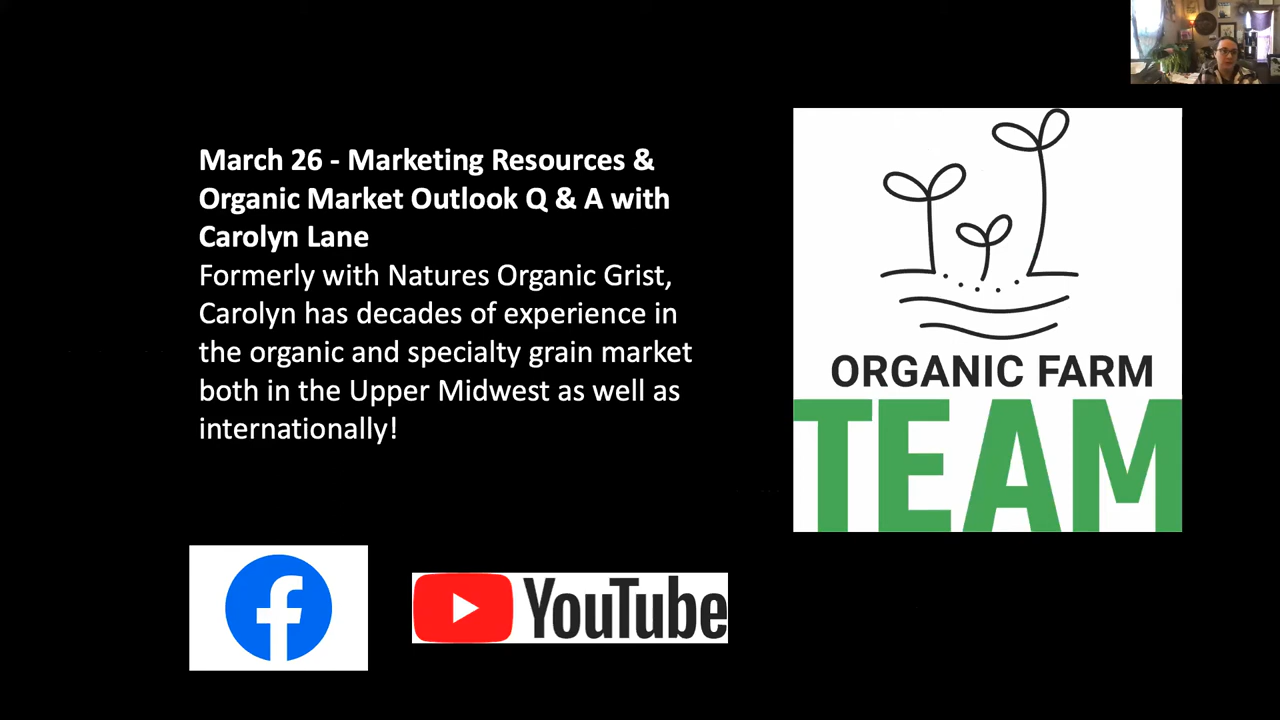 March 26 - Marketing Resources &
Organic Market Outlook Q & A with
Carolyn Lane
Formerly with Natures Organic Grist,
Carolyn has decades of experience in
the organic and specialty grain market
both in the Upper Midwest as well as
internationally!
ORGANIC FARM
TEAM
YouTube